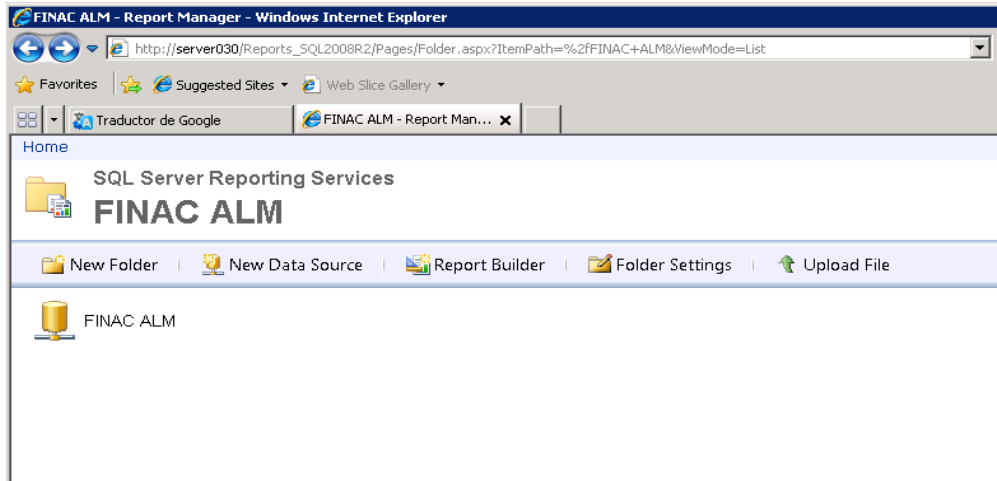 FINAC ALM - Report Manager - Windows Internet Explorer
http://server030/Reports_SQL2008R2/Pages/Folder.aspx?ItemPath=%2fFINAC+ALM&ViewMode=List
Favorites Suggested Sites Web Slice Gallery
Traductor de Google FINAC ALM - Report Man...
Home
SQL Server Reporting Services
FINAC ALM
New Folder New Data Source Report Builder Folder Settings Upload File
FINAC ALM